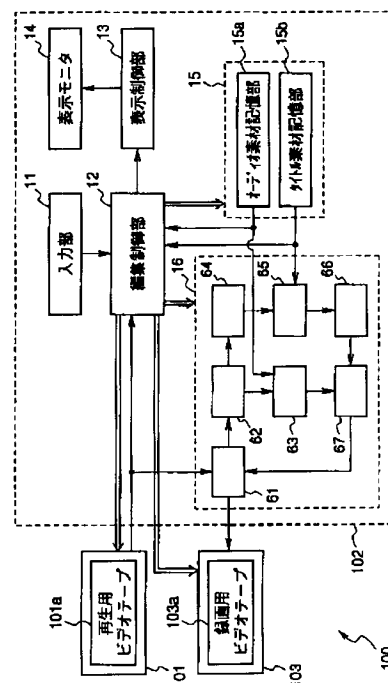 14
表示モニタ
13
表示制御部
11
入力部
12
編集制御部
15
15a
オーディオ素材記憶部
15b
タイトル素材記憶部
16
64
65
66
62
63
67
61
102
101a
再生用
ビデオテープ
01
103a
録画用
ビデオテープ
103
100